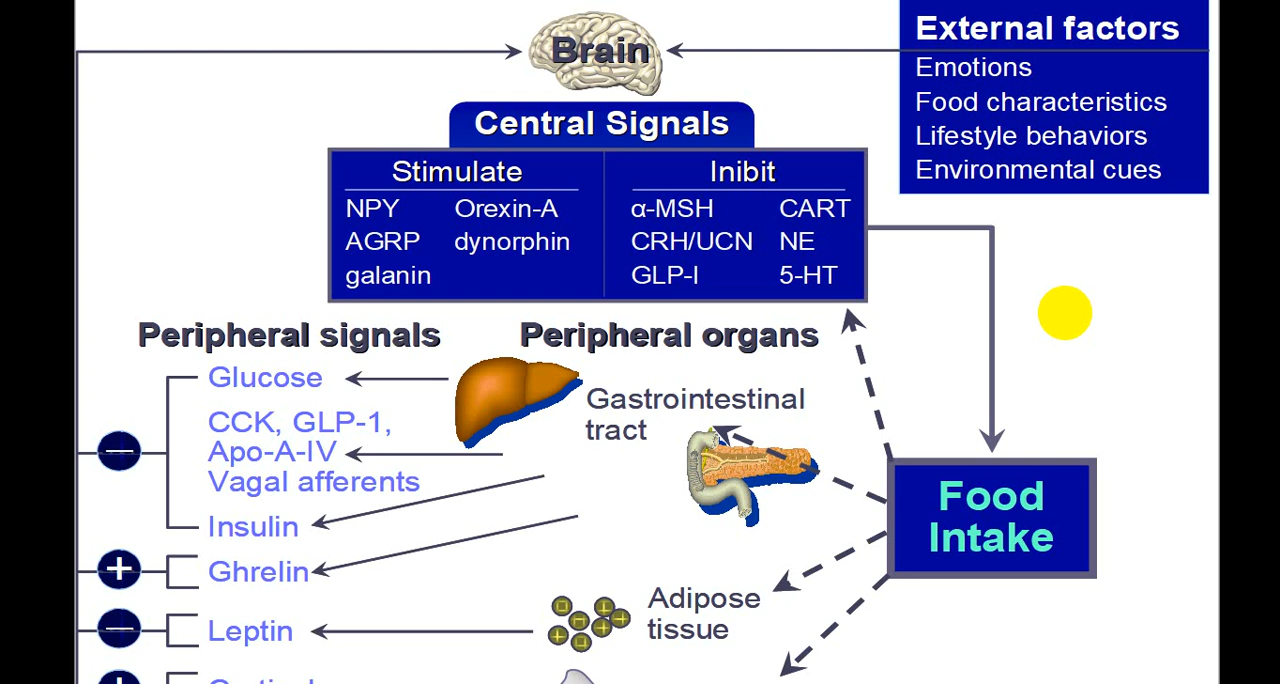 Brain
External factors
Emotions
Food characteristics
Lifestyle behaviors
Environmental cues
Central Signals
Stimulate
NPY Orexin-A
AGRP dynorphin
galanin
Inibit
α-MSH CART
CRH/UCN NE
GLP-I 5-HT
Peripheral signals
Peripheral organs
Glucose
CCK, GLP-1,
Apo-A-IV
Vagal afferents
Insulin
Ghrelin
Leptin
Gastrointestinal
tract
Adipose
tissue
Food
Intake